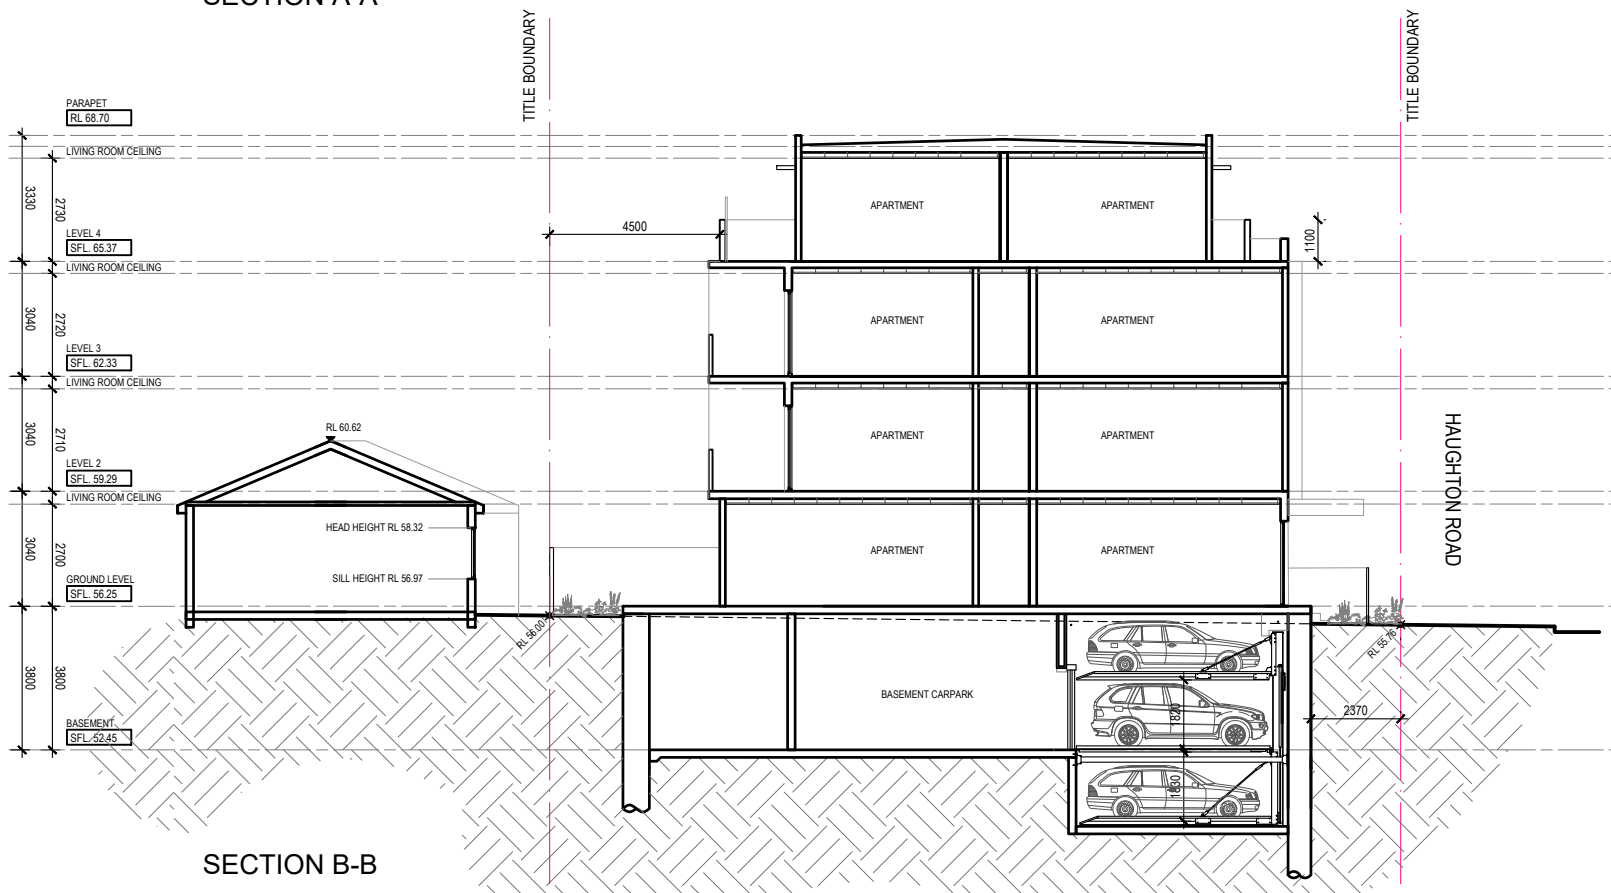 SECTION A-A
TITLE BOUNDARY
TITLE BOUNDARY
PARAPET
RL 68.70
LIVING ROOM CEILING
3330
2730
APARTMENT
APARTMENT
4500
1100
LEVEL 4
SFL. 65.37
LIVING ROOM CEILING
3040
2720
APARTMENT
APARTMENT
LEVEL 3
SFL. 62.33
LIVING ROOM CEILING
3040
2710
RL 60.62
APARTMENT
APARTMENT
HAUGHTON ROAD
LEVEL 2
SFL. 59.29
LIVING ROOM CEILING
3040
2700
HEAD HEIGHT RL 58.32
APARTMENT
APARTMENT
SILL HEIGHT RL 56.97
GROUND LEVEL
SFL. 56.25
RL 56.00
RL 55.76
3800
3800
BASEMENT CARPARK
1820
2370
BASEMENT
SFL. 52.45
1830
SECTION B-B